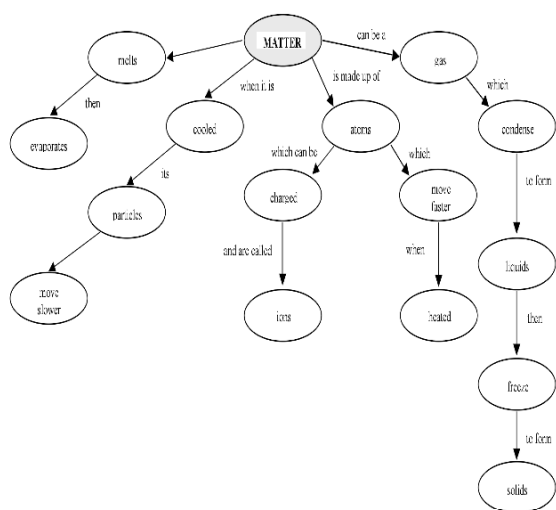 can be a
MATTER
melts
gas
when it is
is made up of
which
then
cooled
atoms
condense
evaporates
which can be
which
its
to form
charged
move
faster
particles
and are called
when
liquids
move
slower
ions
heated
then
freeze
to form
solids